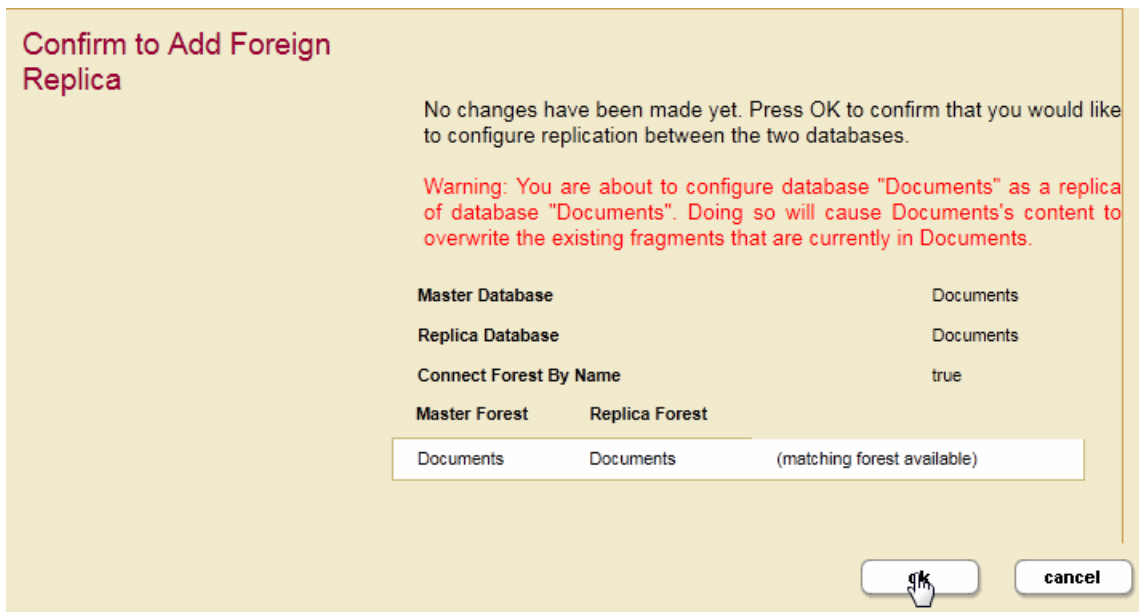 Confirm to Add Foreign
Replica
No changes have been made yet. Press OK to confirm that you would like
to configure replication between the two databases.
Warning: You are about to configure database "Documents" as a replica
of database "Documents". Doing so will cause Documents's content to
overwrite the existing fragments that are currently in Documents.
Master Database Documents
Replica Database Documents
Connect Forest By Name true
Master Forest Replica Forest
Documents Documents (matching forest available)
ok cancel